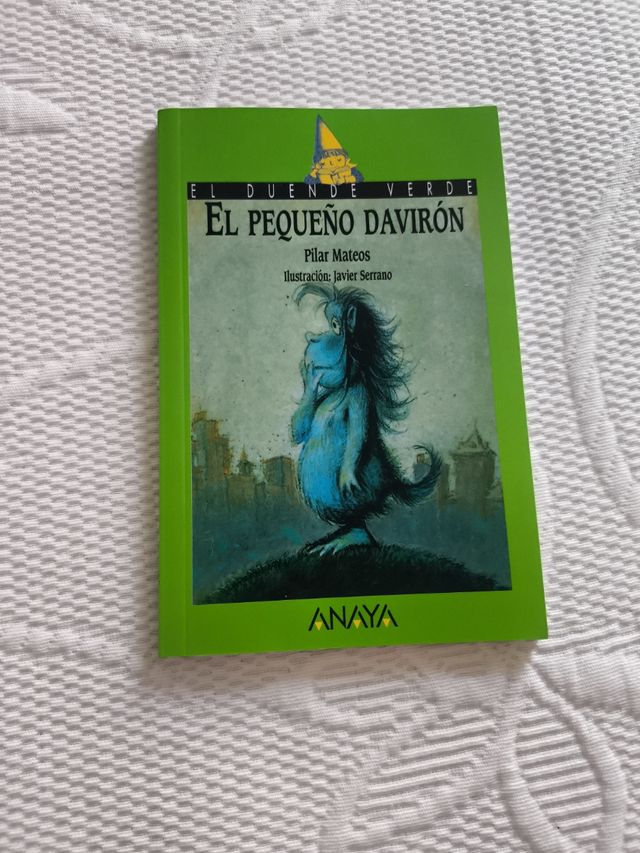 EL DUENDE VERDE
EL PEQUEÑO DAVIRÓN
Pilar Mateos
Ilustración: Javier Serrano
ANAYA